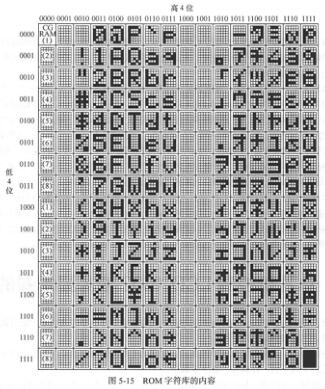 高4位
0000 0001 0010 0011 0100 0101 0110 0111 1000 1001 1010 1011 1100 1101 1110 1111
0000 CG RAM (1) 0 @ P ` p ー タ ミ α p
0001 (2) ! 1 A Q a q 。 ア チ ム ä q
0010 (3) " 2 B R b r 「 イ ツ メ β θ
0011 (4) # 3 C S c s 」 ウ テ モ ε ∞
0100 (5) $ 4 D T d t 、 エ ト ヤ μ Ω
0101 (6) % 5 E U e u ・ オ ナ ユ σ ü
0110 (7) & 6 F V f v ヲ カ ニ ヨ ρ Σ
0111 (8) ' 7 G W g w ァ キ ヌ ラ g π
1000 (1) ( 8 H X h x ィ ク ネ リ √
1001 (2) ) 9 I Y i y ゥ ケ ノ ル
1010 (3) * : J Z j z ェ コ ハ レ j
1011 (4) + ; K [ k { ォ サ ヒ ロ
1100 (5) , < L ¥ l | ャ シ フ ワ
1101 (6) - = M ] m } ュ ス ヘ ン ÷
1110 (7) . > N ^ n → ョ セ ホ ゛ ñ
1111 (8) / ? O _ o ← ッ ソ マ ゜ ö █
低4位
图 5-15 ROM 字符库的内容